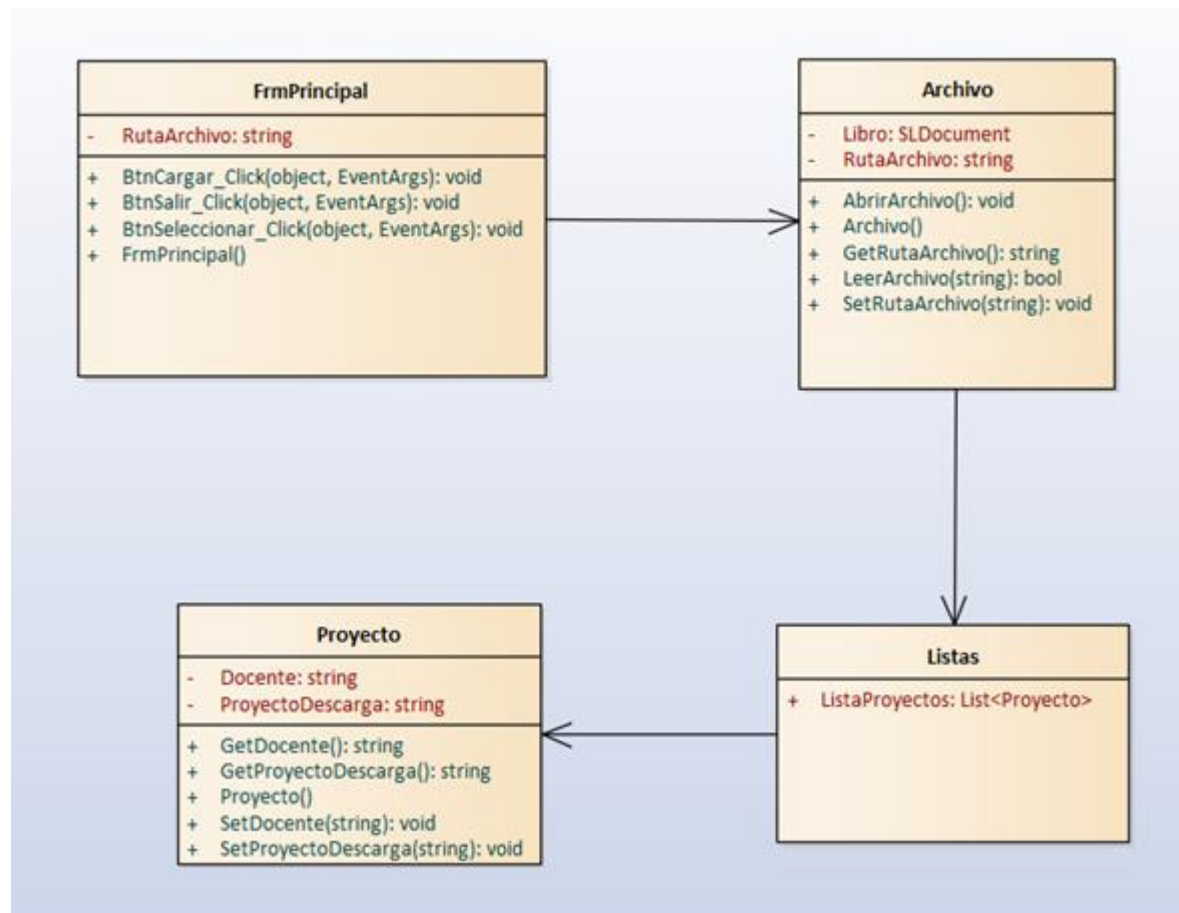 FrmPrincipal
- RutaArchivo: string
+ BtnCargar_Click(object, EventArgs): void
+ BtnSalir_Click(object, EventArgs): void
+ BtnSeleccionar_Click(object, EventArgs): void
+ FrmPrincipal()
Archivo
- Libro: SLDocument
- RutaArchivo: string
+ AbrirArchivo(): void
+ Archivo()
+ GetRutaArchivo(): string
+ LeerArchivo(string): bool
+ SetRutaArchivo(string): void
Proyecto
- Docente: string
- ProyectoDescarga: string
+ GetDocente(): string
+ GetProyectoDescarga(): string
+ Proyecto()
+ SetDocente(string): void
+ SetProyectoDescarga(string): void
Listas
+ ListaProyectos: List<Proyecto>